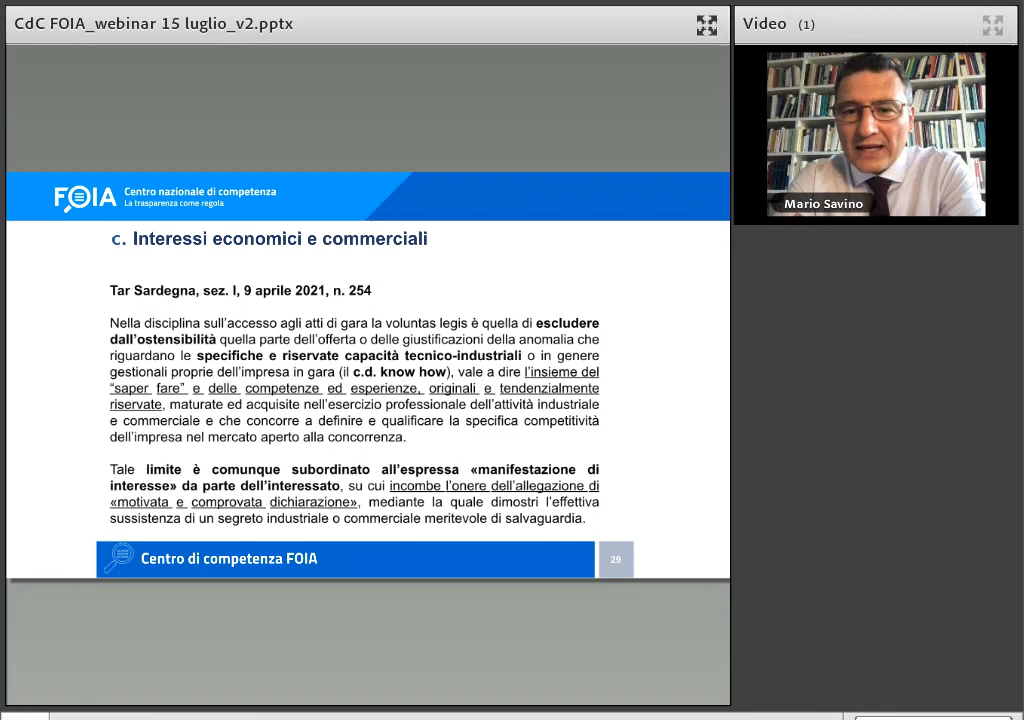 CdC FOIA_webinar 15 luglio_v2.pptx
Video (1)
Mario Savino
FOIA
Centro nazionale di competenza
La trasparenza come regola
c. Interessi economici e commerciali
Tar Sardegna, sez. I, 9 aprile 2021, n. 254
Nella disciplina sull'accesso agli atti di gara la voluntas legis è quella di escludere
dall'ostensibilità quella parte dell'offerta o delle giustificazioni della anomalia che
riguardano le specifiche e riservate capacità tecnico-industriali o in genere
gestionali proprie dell'impresa in gara (il c.d. know how), vale a dire l'insieme del
“saper fare” e delle competenze ed esperienze, originali e tendenzialmente
riservate, maturate ed acquisite nell'esercizio professionale dell'attività industriale
e commerciale e che concorre a definire e qualificare la specifica competitività
dell'impresa nel mercato aperto alla concorrenza.
Tale limite è comunque subordinato all'espressa «manifestazione di
interesse» da parte dell'interessato, su cui incombe l'onere dell'allegazione di
«motivata e comprovata dichiarazione», mediante la quale dimostri l'effettiva
sussistenza di un segreto industriale o commerciale meritevole di salvaguardia.
Centro di competenza FOIA
29